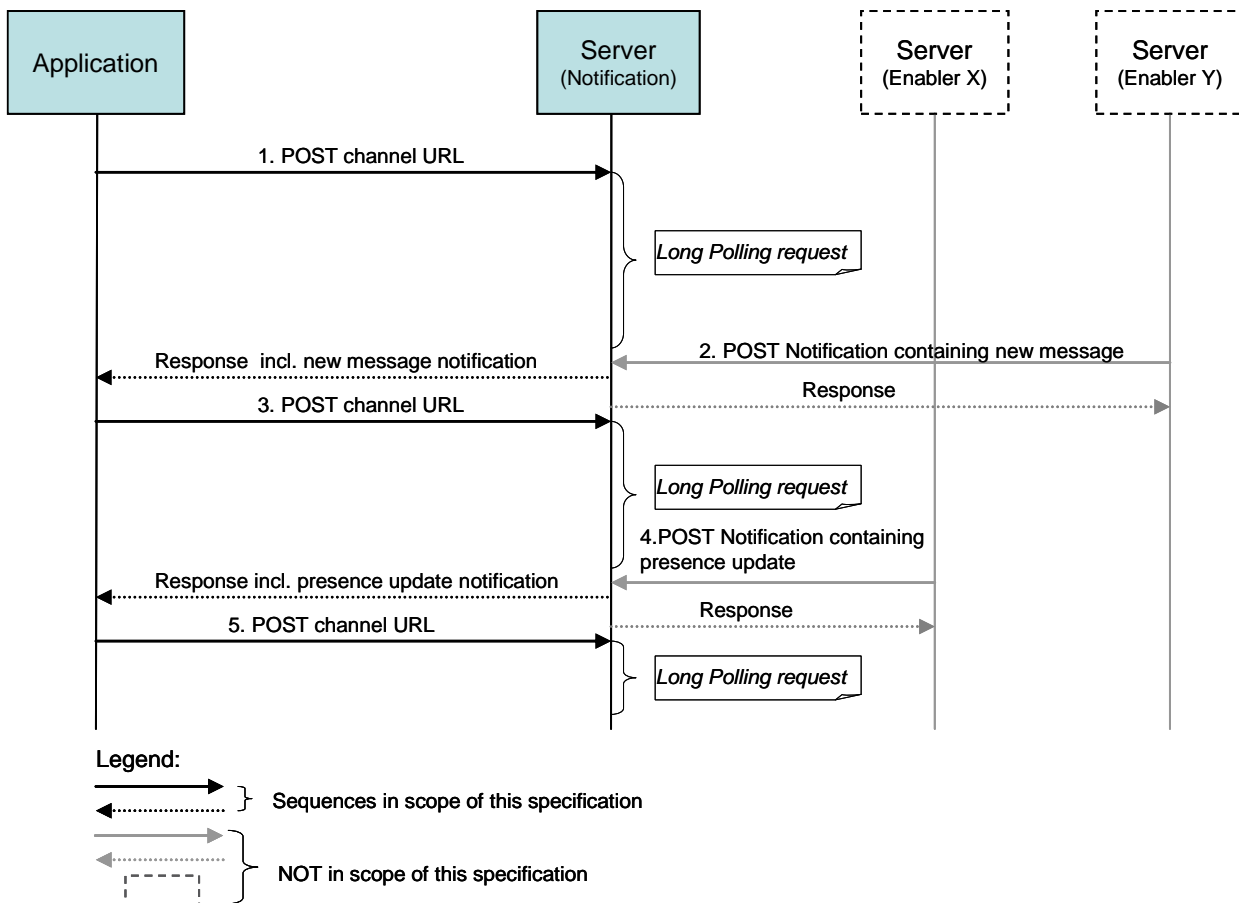 Application
Server
(Notification)
Server
(Enabler X)
Server
(Enabler Y)
1. POST channel URL
Long Polling request
2. POST Notification containing new message
Response incl. new message notification
Response
3. POST channel URL
Long Polling request
4.POST Notification containing
presence update
Response incl. presence update notification
Response
5. POST channel URL
Long Polling request
Legend:
Sequences in scope of this specification
NOT in scope of this specification